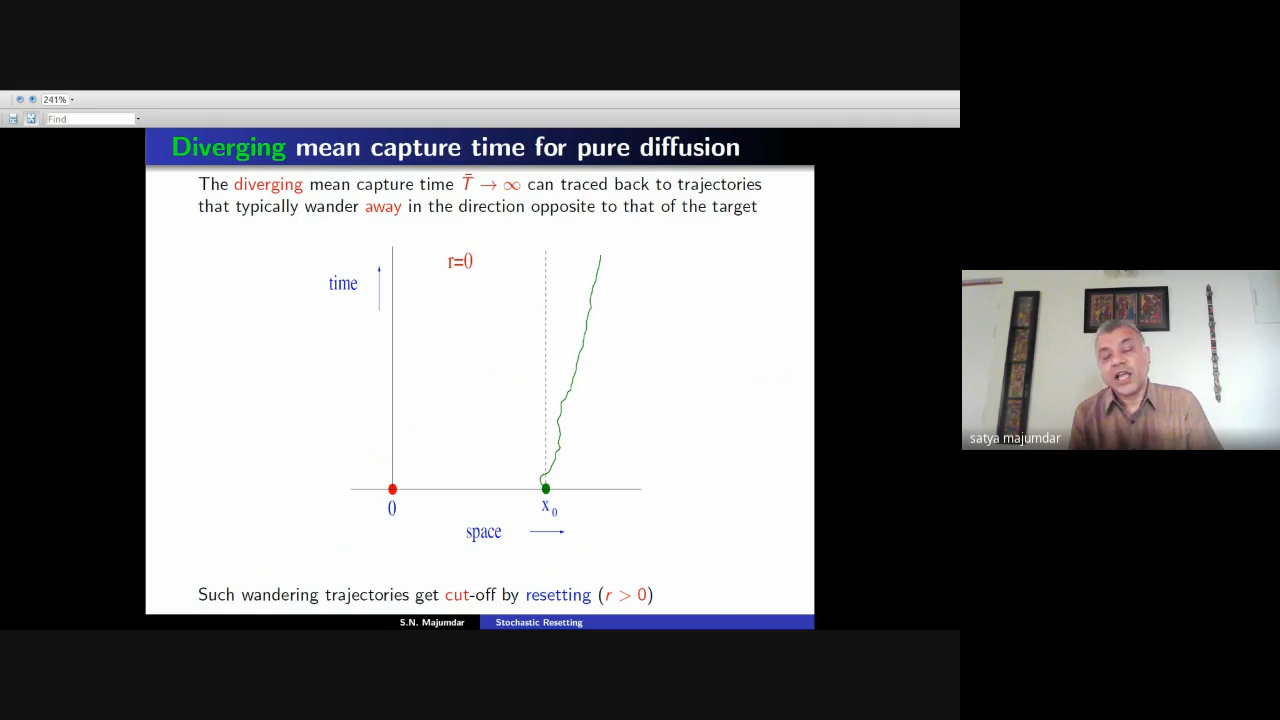 241%
Find
Diverging mean capture time for pure diffusion
The diverging mean capture time T̄ → ∞ can traced back to trajectories
that typically wander away in the direction opposite to that of the target
r=0
time
0
x₀
space
Such wandering trajectories get cut-off by resetting (r > 0)
S.N. Majumdar
Stochastic Resetting
satya majumdar